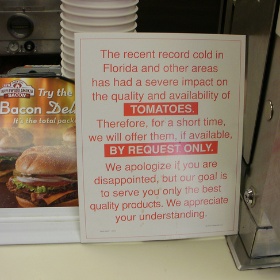 The recent record cold in
Florida and other areas
has had a severe impact on
the quality and availability of
TOMATOES.
Therefore, for a short time,
we will offer them, if available,
BY REQUEST ONLY.
We apologize if you are
disappointed, but our goal is
to serve you only the best
quality products. We appreciate
your understanding.
Try the
Bacon Del
It's the total pack